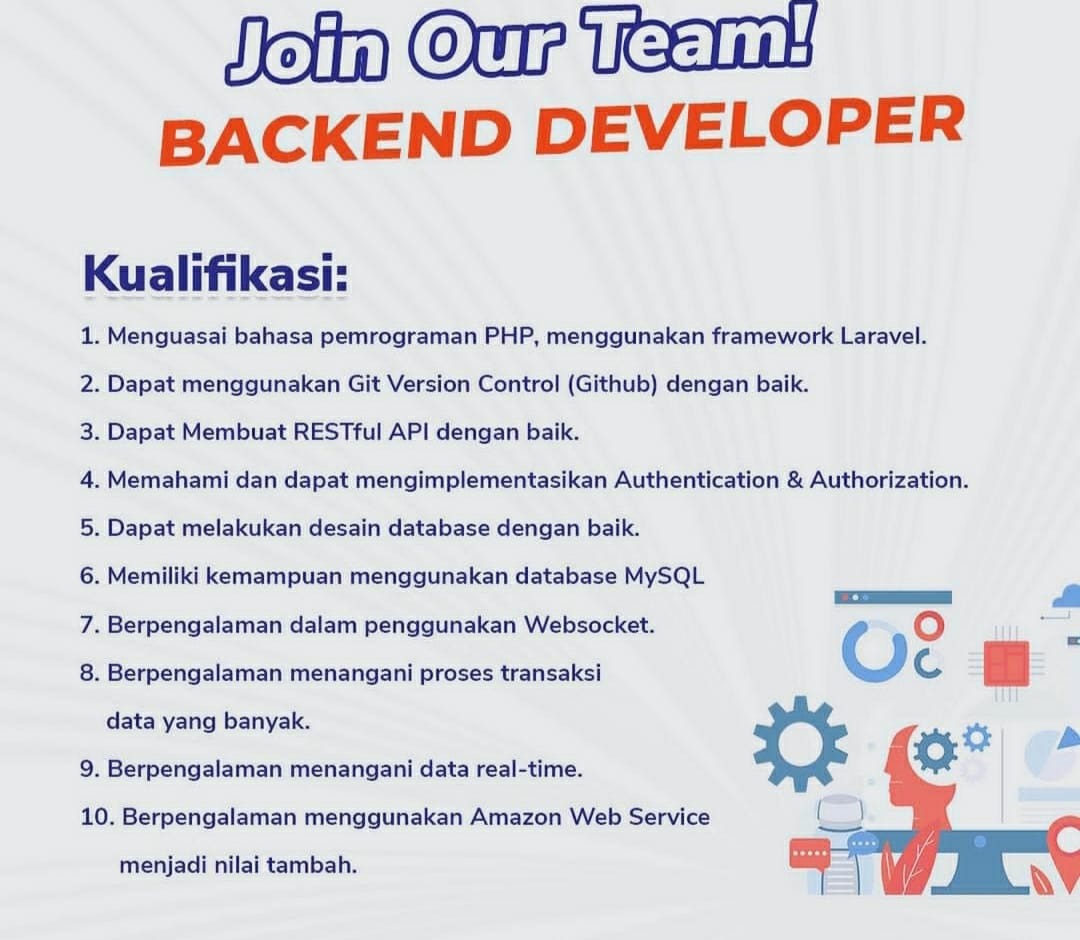 Join Our Team!
BACKEND DEVELOPER
Kualifikasi:
1. Menguasai bahasa pemrograman PHP, menggunakan framework Laravel.
2. Dapat menggunakan Git Version Control (Github) dengan baik.
3. Dapat Membuat RESTful API dengan baik.
4. Memahami dan dapat mengimplementasikan Authentication & Authorization.
5. Dapat melakukan desain database dengan baik.
6. Memiliki kemampuan menggunakan database MySQL
7. Berpengalaman dalam penggunakan Websocket.
8. Berpengalaman menangani proses transaksi
data yang banyak.
9. Berpengalaman menangani data real-time.
10. Berpengalaman menggunakan Amazon Web Service
menjadi nilai tambah.